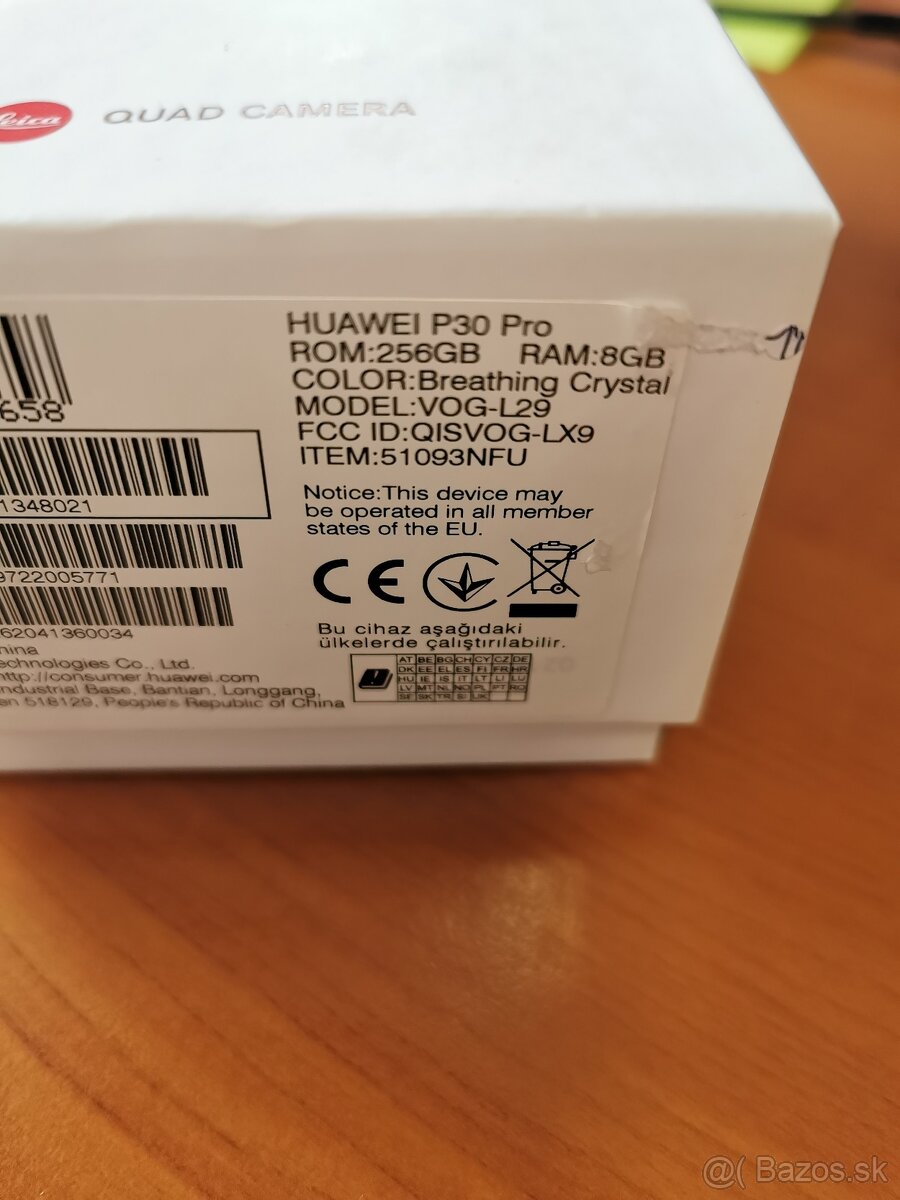 Leica QUAD CAMERA
HUAWEI P30 Pro
ROM:256GB RAM:8GB
COLOR:Breathing Crystal
MODEL:VOG-L29
FCC ID:QISVOG-LX9
ITEM:51093NFU
658
1348021
9722005771
62041360034
Notice:This device may
be operated in all member
states of the EU.
CE
Bu cihaz aşağıdaki
ülkelerde çalıştırılabilir.
AT BE BG CH CY CZ DE
DK EE EL ES FI FR HR
HU IE IS IT LT LI LU
LV MT NL NO PL PT RO
SE SK TR SI UK
hina
echnologies Co., Ltd.
http://consumer.huawei.com
ndustrial Base, Bantian, Longgang,
en 518129, People's Republic of China
@( Bazos.sk